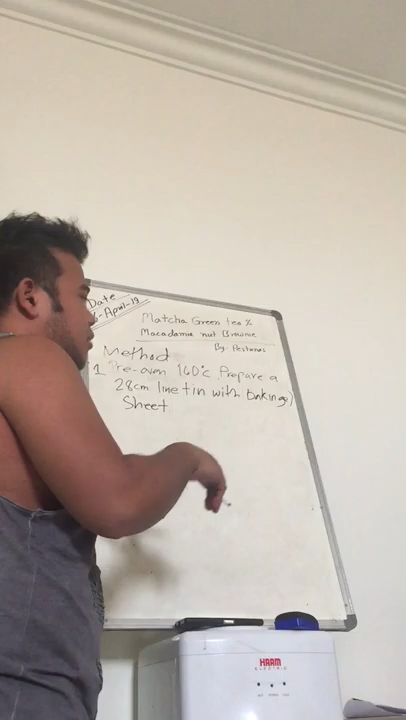 Date
-April-19
Matcha Green tea %
Macadamia nut Brownie
By-
Method
1 Pre-oven 160°c, Prepare a
28cm line tin with baking
Sheet
HAAM
ELECTRIC